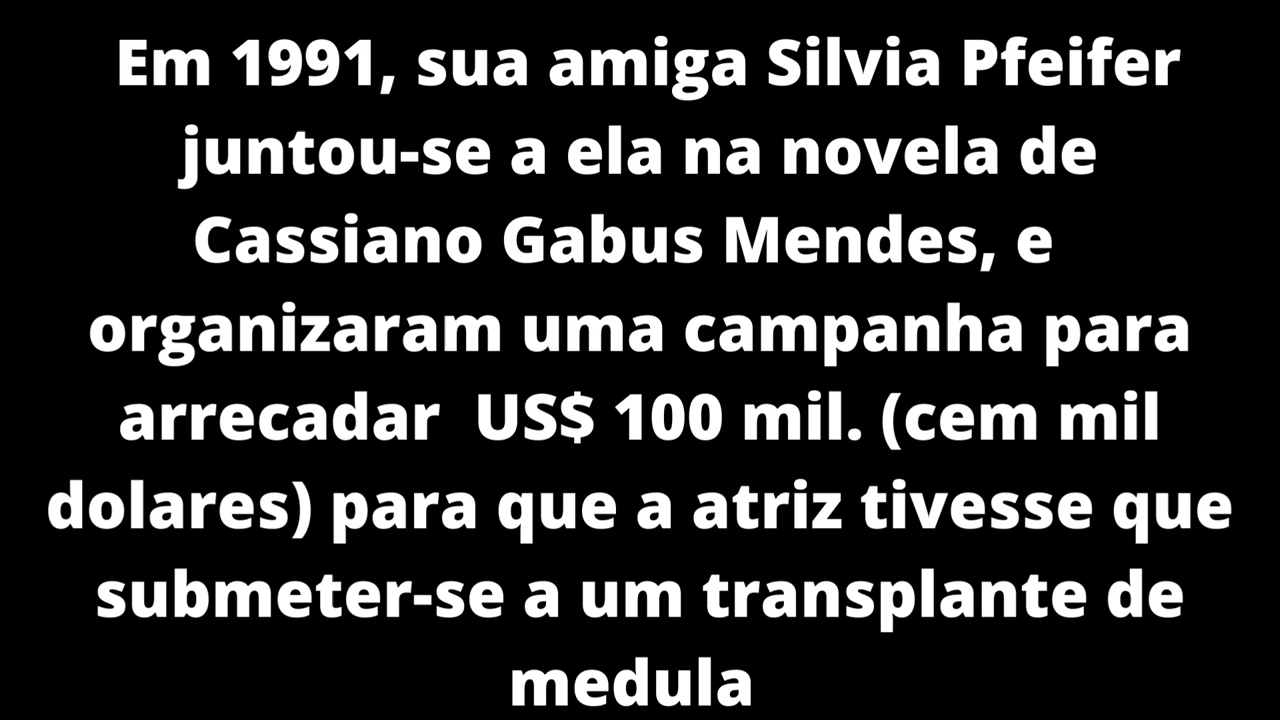 Em 1991, sua amiga Silvia Pfeifer
juntou-se a ela na novela de
Cassiano Gabus Mendes, e
organizaram uma campanha para
arrecadar  US$ 100 mil. (cem mil
dolares) para que a atriz tivesse que
submeter-se a um transplante de
medula